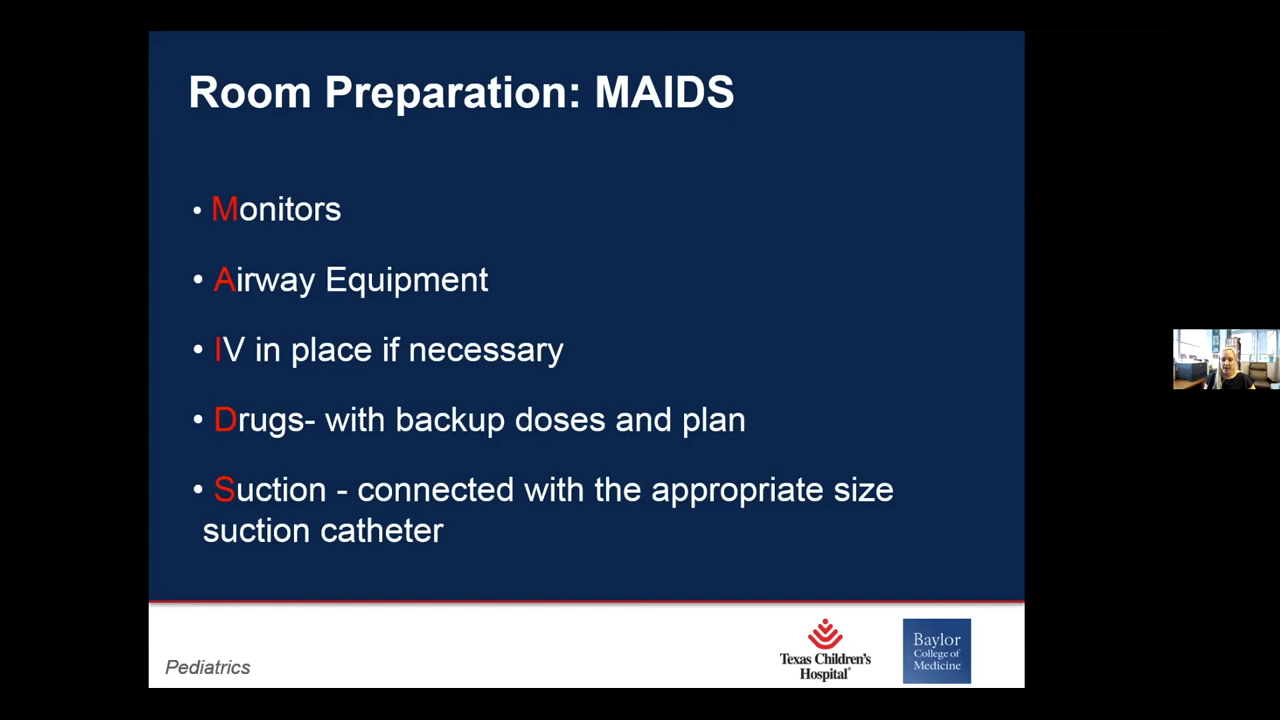 Room Preparation: MAIDS
• Monitors
• Airway Equipment
• IV in place if necessary
• Drugs- with backup doses and plan
• Suction - connected with the appropriate size
suction catheter
Pediatrics
Texas Children's
Hospital®
Baylor
College of
Medicine